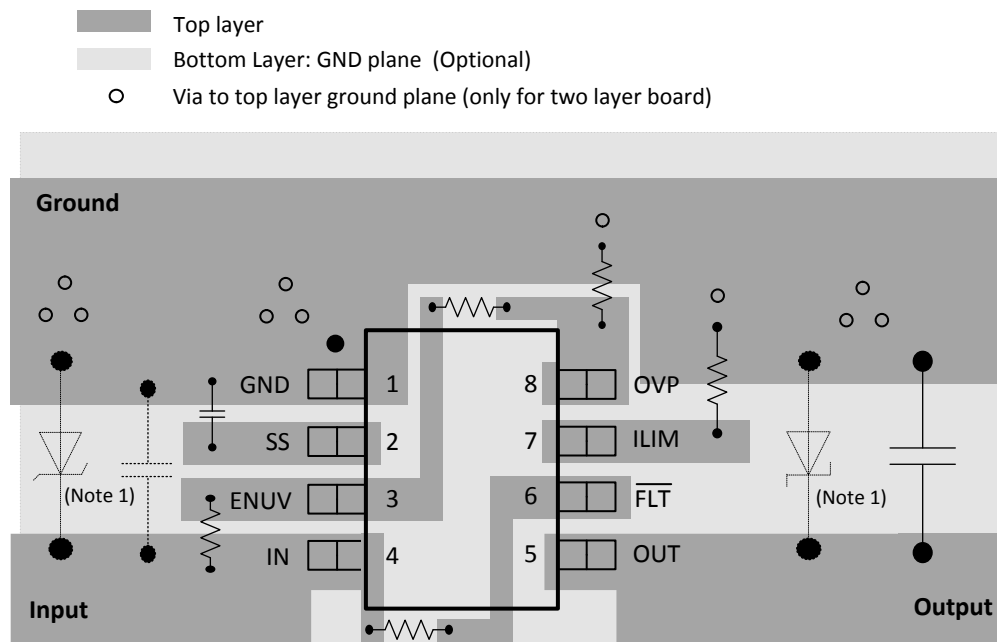 Top layer
Bottom Layer: GND plane (Optional)
Via to top layer ground plane (only for two layer board)
Ground
GND 1 8 OVP
SS 2 7 ILIM
(Note 1) ENUV 3 6 F̅L̅T̅ (Note 1)
IN 4 5 OUT
Input Output